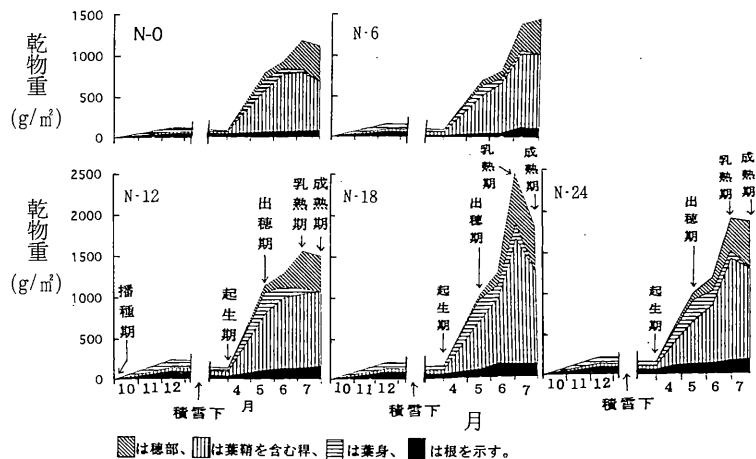 1500
1000
500
0
乾物重
(g/㎡)
N-0
N·6
2500
2000
1500
1000
500
0
乾物重
(g/㎡)
N·12
播種期
起生期
出穂期
乳熟期
成熟期
N·18
起生期
出穂期
乳熟期
成熟期
N·24
起生期
出穂期
乳熟期
成熟期
10 11 12
4 5 6 7
10 11 12
4 5 6 7
10 11 12
4 5 6 7
積雪下
月
積雪下
月
積雪下
は穂部、は葉鞘を含む稈、は葉身、は根を示す。